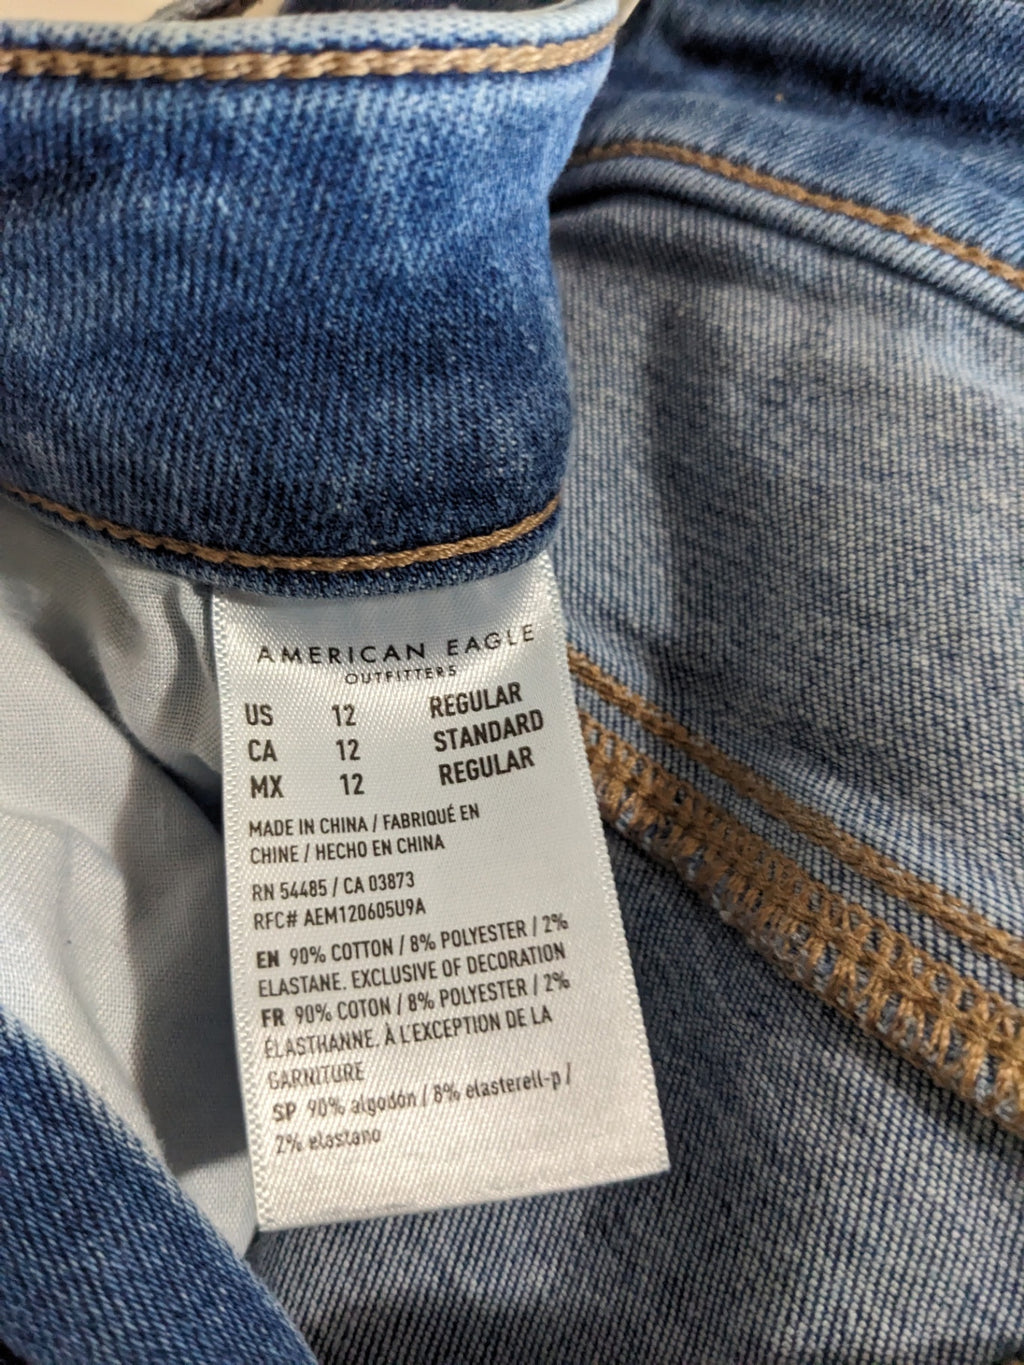 AMERICAN EAGLE
OUTFITTERS
US 12 REGULAR
CA 12 STANDARD
MX 12 REGULAR
MADE IN CHINA / FABRIQUÉ EN
CHINE / HECHO EN CHINA
RN 54485 / CA 03873
RFC# AEM120605U9A
EN 90% COTTON / 8% POLYESTER / 2%
ELASTANE. EXCLUSIVE OF DECORATION
FR 90% COTON / 8% POLYESTER / 2%
ÉLASTHANNE. À L'EXCEPTION DE LA
GARNITURE
SP 90% algodón / 8% elasterell-p /
2% elastano